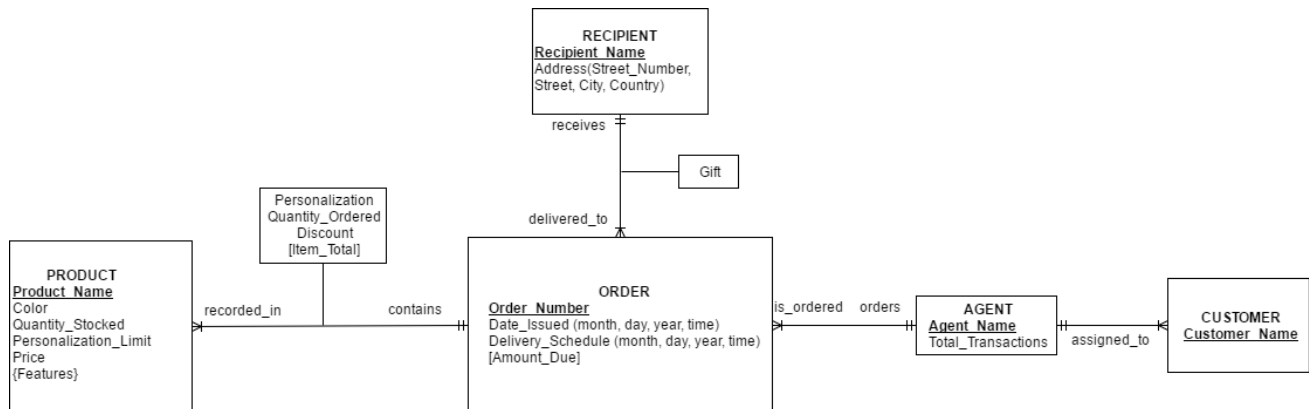 RECIPIENT
Recipient_Name
Address(Street_Number,
Street, City, Country)
receives
Gift
delivered_to
Personalization
Quantity_Ordered
Discount
[Item_Total]
PRODUCT
Product_Name
Color
Quantity_Stocked
Personalization_Limit
Price
{Features}
recorded_in
contains
ORDER
Order_Number
Date_Issued (month, day, year, time)
Delivery_Schedule (month, day, year, time)
[Amount_Due]
is_ordered
orders
AGENT
Agent_Name
Total_Transactions
assigned_to
CUSTOMER
Customer_Name